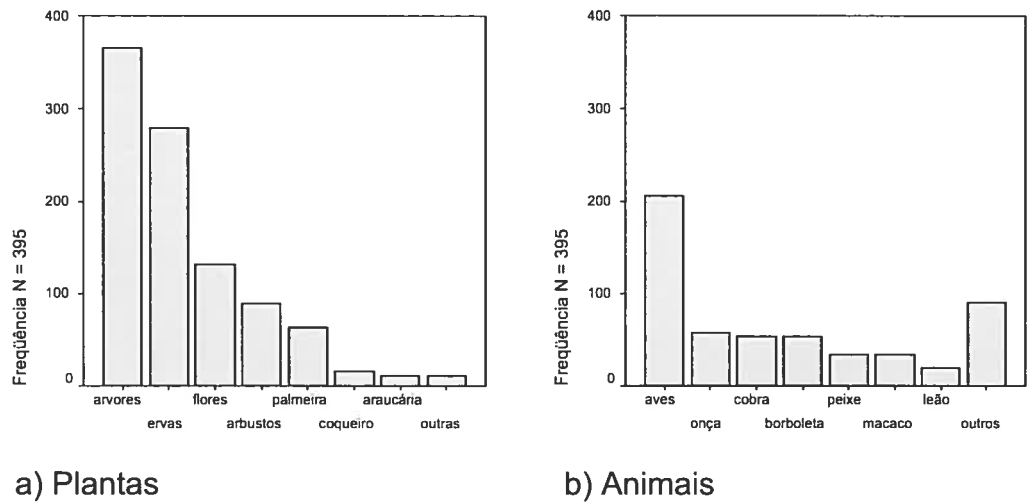 400
300
200
100
0
Freqüência N = 395
arvores
flores
palmeira
araucária
ervas
arbustos
coqueiro
outras
a) Plantas
400
300
200
100
0
Freqüência N = 395
aves
cobra
peixe
leão
onça
borboleta
macaco
outros
b) Animais